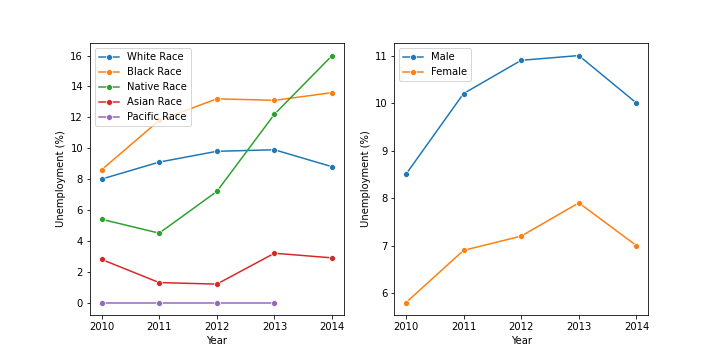 16
14
12
10
8
6
4
2
0
Unemployment (%)
White Race
Black Race
Native Race
Asian Race
Pacific Race
2010 2011 2012 2013 2014
Year
11
10
9
8
7
6
Unemployment (%)
Male
Female
2010 2011 2012 2013 2014
Year